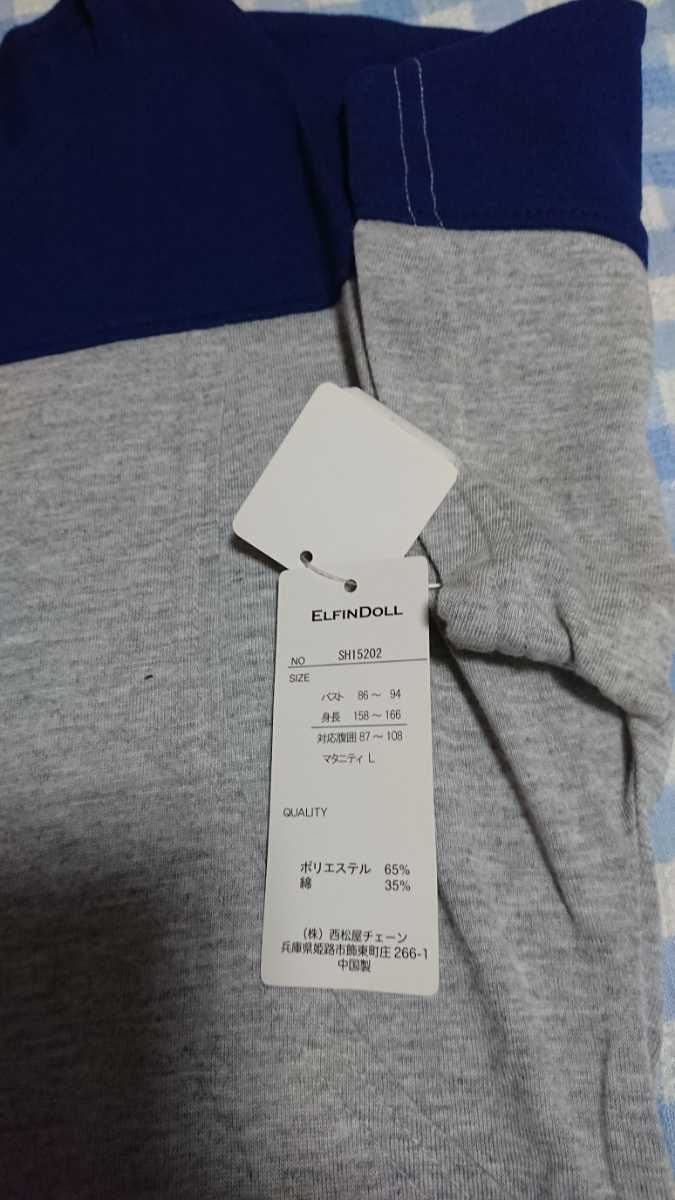 ELFINDOLL
NO SH15202
SIZE
バスト 86～ 94
身長 158～166
対応腹囲 87～108
マタニティ L
QUALITY
ポリエステル 65%
綿 35%
（株）西松屋チェーン
兵庫県姫路市飾東町庄 266-1
中国製